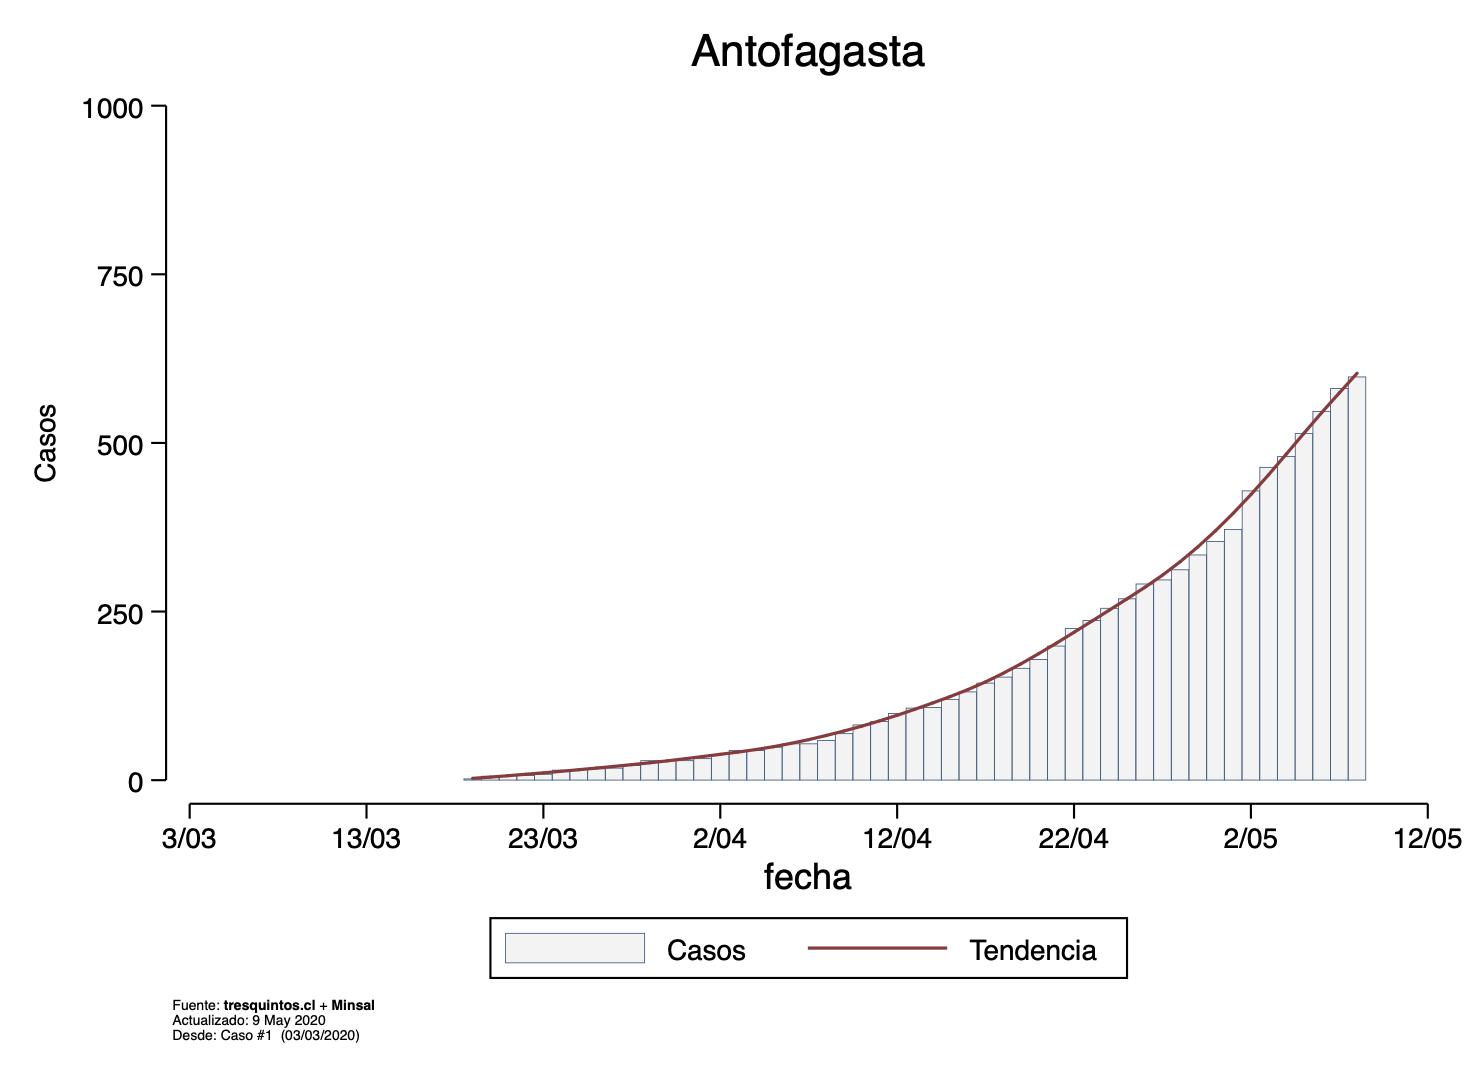 Antofagasta
1000
750
500
250
0
Casos
3/03 13/03 23/03 2/04 12/04 22/04 2/05 12/05
fecha
Casos Tendencia
Fuente: tresquintos.cl + Minsal
Actualizado: 9 May 2020
Desde: Caso #1 (03/03/2020)